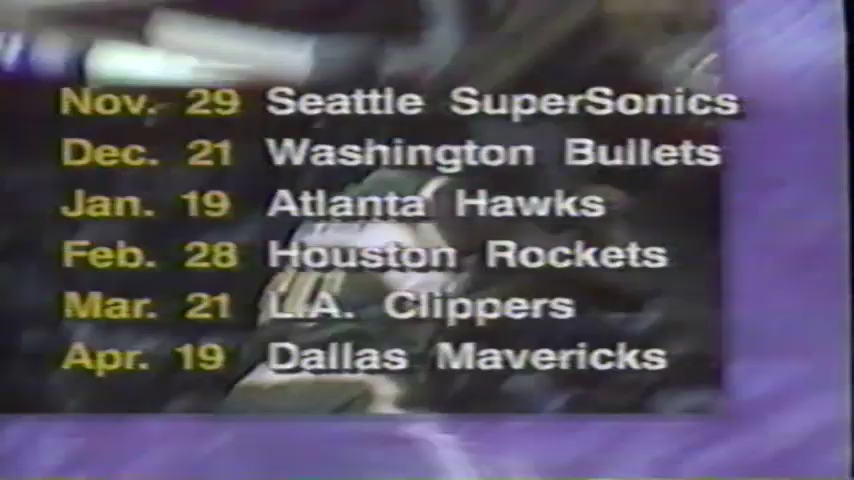 Nov. 29 Seattle SuperSonics
Dec. 21 Washington Bullets
Jan. 19 Atlanta Hawks
Feb. 28 Houston Rockets
Mar. 21 L.A. Clippers
Apr. 19 Dallas Mavericks